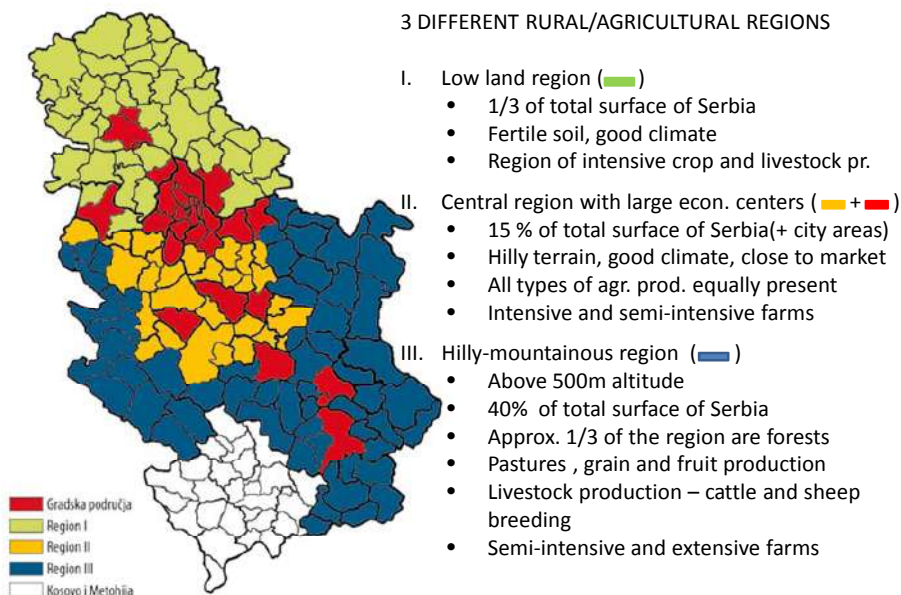 3 DIFFERENT RURAL/AGRICULTURAL REGIONS
I. Low land region ( )
• 1/3 of total surface of Serbia
• Fertile soil, good climate
• Region of intensive crop and livestock pr.
II. Central region with large econ. centers ( + )
• 15 % of total surface of Serbia(+ city areas)
• Hilly terrain, good climate, close to market
• All types of agr. prod. equally present
• Intensive and semi-intensive farms
III. Hilly-mountainous region ( )
• Above 500m altitude
• 40% of total surface of Serbia
• Approx. 1/3 of the region are forests
• Pastures , grain and fruit production
• Livestock production – cattle and sheep
breeding
• Semi-intensive and extensive farms
Gradska područja
Region I
Region II
Region III
Kosovo i Metohija